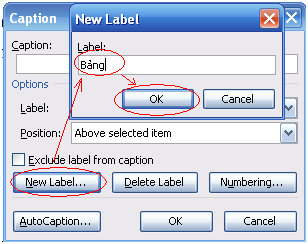 Caption
New Label
Caption:
Label:
Bảng
Options
OK
Cancel
Label:
Position:
Above selected item
Exclude label from caption
New Label...
Delete Label
Numbering...
AutoCaption...
OK
Cancel